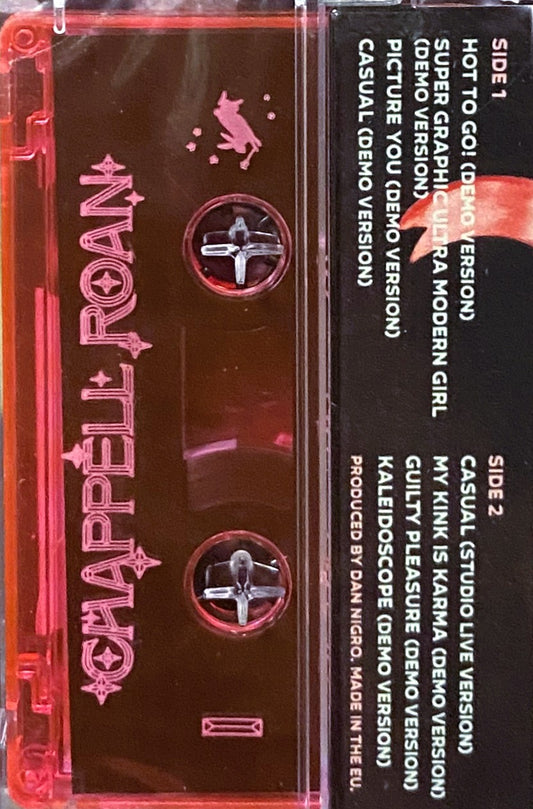 CHAPPELL ROAN
SIDE 1
HOT TO GO! (DEMO VERSION)
SUPER GRAPHIC ULTRA MODERN GIRL
(DEMO VERSION)
PICTURE YOU (DEMO VERSION)
CASUAL (DEMO VERSION)
SIDE 2
CASUAL (STUDIO LIVE VERSION)
MY KINK IS KARMA (DEMO VERSION)
GUILTY PLEASURE (DEMO VERSION)
KALEIDOSCOPE (DEMO VERSION)
PRODUCED BY DAN NIGRO. MADE IN THE EU.